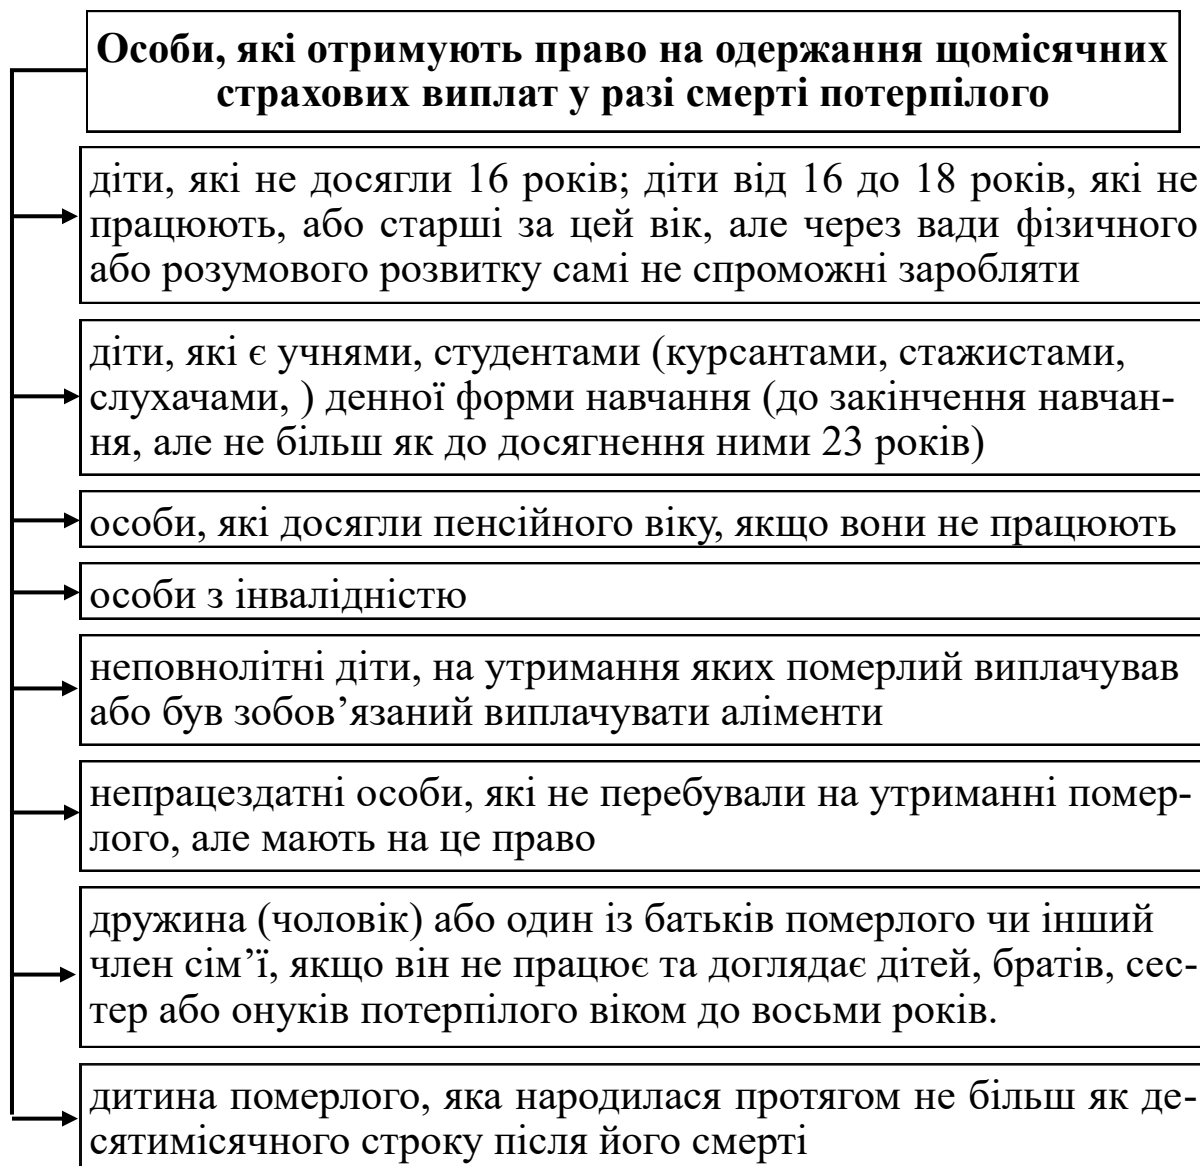 Особи, які отримують право на одержання щомісячних
страхових виплат у разі смерті потерпілого
діти, які не досягли 16 років; діти від 16 до 18 років, які не
працюють, або старші за цей вік, але через вади фізичного
або розумового розвитку самі не спроможні заробляти
діти, які є учнями, студентами (курсантами, стажистами,
слухачами, ) денної форми навчання (до закінчення навчан-
ня, але не більш як до досягнення ними 23 років)
особи, які досягли пенсійного віку, якщо вони не працюють
особи з інвалідністю
неповнолітні діти, на утримання яких померлий виплачував
або був зобов’язаний виплачувати аліменти
непрацездатні особи, які не перебували на утриманні помер-
лого, але мають на це право
дружина (чоловік) або один із батьків померлого чи інший
член сім’ї, якщо він не працює та доглядає дітей, братів, сес-
тер або онуків потерпілого віком до восьми років.
дитина померлого, яка народилася протягом не більш як де-
сятимісячного строку після його смерті